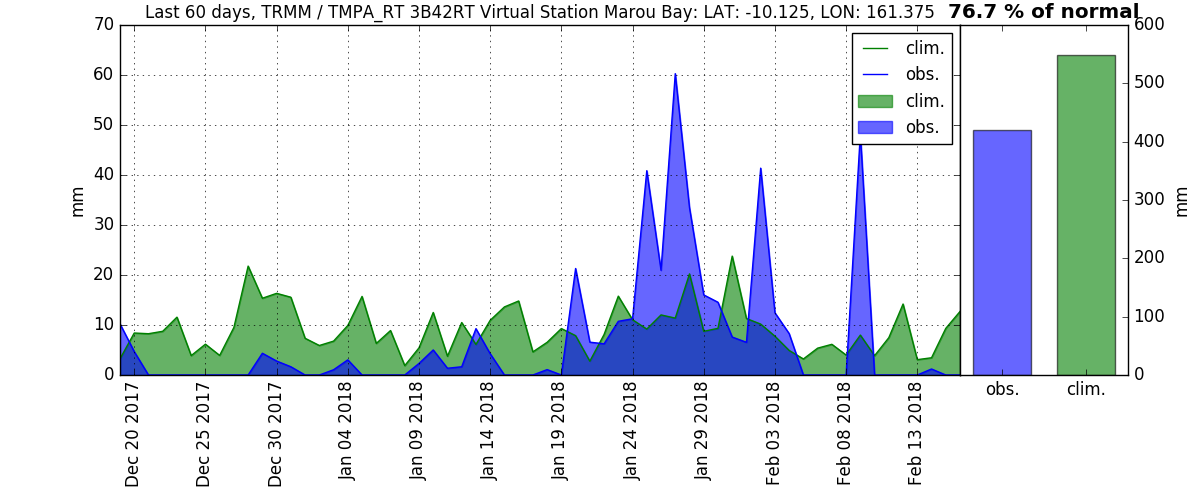 Last 60 days, TRMM / TMPA_RT 3B42RT Virtual Station Marou Bay: LAT: -10.125, LON: 161.375 76.7 % of normal
70
60
50
40
30
20
10
0
mm
clim.
obs.
clim.
obs.
600
500
400
300
200
100
0
mm
Dec 20 2017
Dec 25 2017
Dec 30 2017
Jan 04 2018
Jan 09 2018
Jan 14 2018
Jan 19 2018
Jan 24 2018
Jan 29 2018
Feb 03 2018
Feb 08 2018
Feb 13 2018
obs.
clim.